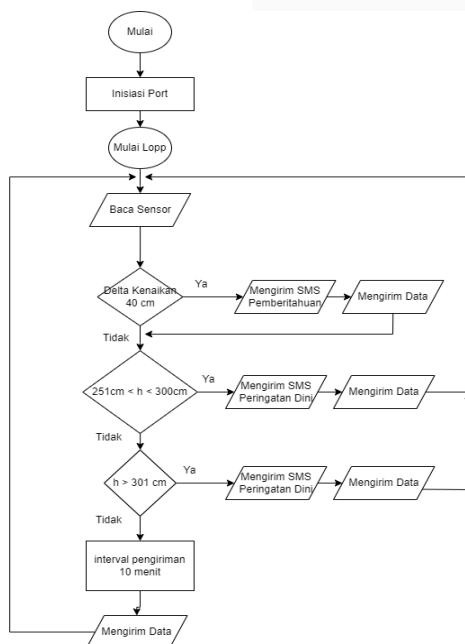 Mulai
Inisiasi Port
Mulai Lopp
Baca Sensor
Delta Kenaikan
40 cm
Ya
Mengirim SMS
Pemberitahuan
Mengirim Data
Tidak
251cm < h < 300cm
Ya
Mengirim SMS
Peringatan Dini
Mengirim Data
Tidak
h > 301 cm
Ya
Mengirim SMS
Peringatan Dini
Mengirim Data
Tidak
interval pengiriman
10 menit
Mengirim Data